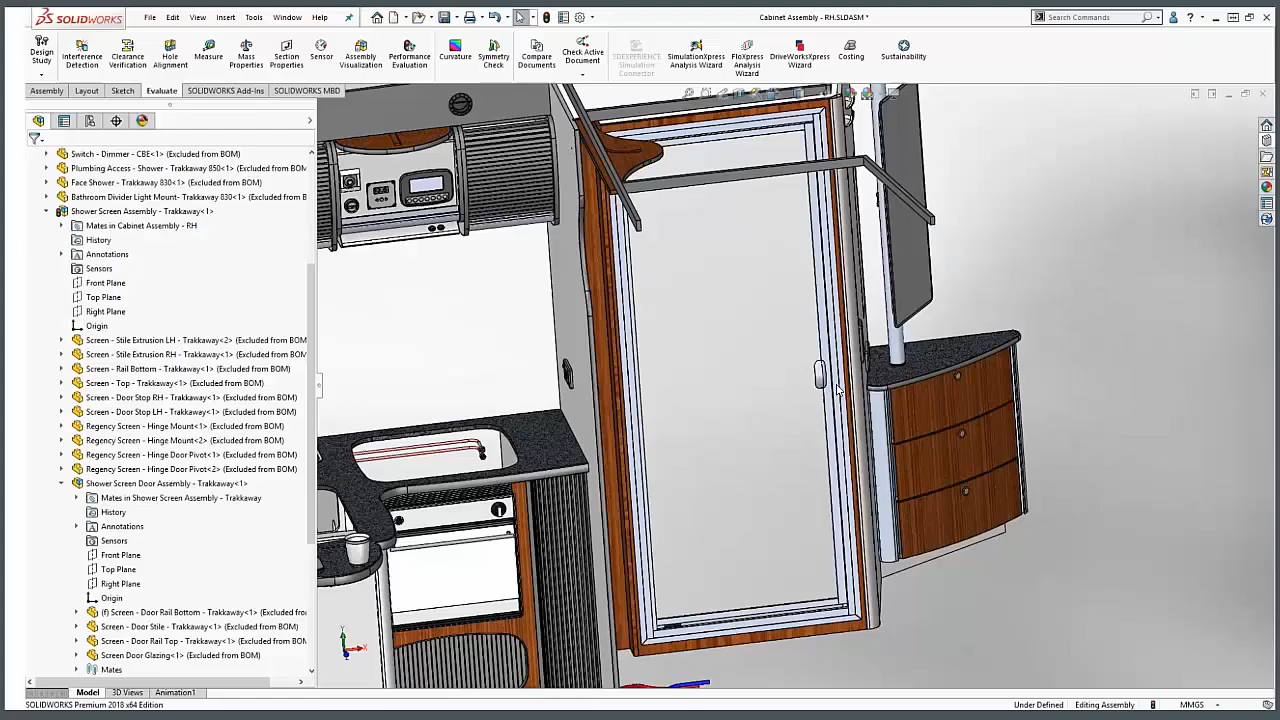 SOLIDWORKS File Edit View Insert Tools Window Help Cabinet Assembly - RH.SLDASM * Search Commands ?
Design Study
Interference Detection
Clearance Verification
Hole Alignment
Measure
Mass Properties
Section Properties
Sensor
Assembly Visualization
Performance Evaluation
Curvature
Symmetry Check
Compare Documents
Check Active Document
3DEXPERIENCE Simulation Connector
SimulationXpress Analysis Wizard
FloXpress Analysis Wizard
DriveWorksXpress Wizard
Costing
Sustainability
Assembly Layout Sketch Evaluate SOLIDWORKS Add-Ins SOLIDWORKS MBD
Switch - Dimmer - CBE<1> (Excluded from BOM)
Plumbing Access - Shower - Trakkaway 850<1> (Excluded from BOM
Face Shower - Trakkaway 830<1> (Excluded from BOM)
Bathroom Divider Light Mount- Trakkaway 830<1> (Excluded from B
Shower Screen Assembly - Trakkaway<1>
Mates in Cabinet Assembly - RH
History
Annotations
Sensors
Front Plane
Top Plane
Right Plane
Origin
Screen - Stile Extrusion LH - Trakkaway<2> (Excluded from BOM)
Screen - Stile Extrusion RH - Trakkaway<1> (Excluded from BOM)
Screen - Rail Bottom - Trakkaway<1> (Excluded from BOM)
Screen - Top - Trakkaway<1> (Excluded from BOM)
Screen - Door Stop RH - Trakkaway<1> (Excluded from BOM)
Screen - Door Stop LH - Trakkaway<1> (Excluded from BOM)
Regency Screen - Hinge Mount<1> (Excluded from BOM)
Regency Screen - Hinge Mount<2> (Excluded from BOM)
Regency Screen - Hinge Door Pivot<1> (Excluded from BOM)
Regency Screen - Hinge Door Pivot<2> (Excluded from BOM)
Shower Screen Door Assembly - Trakkaway<1>
Mates in Shower Screen Assembly - Trakkaway
History
Annotations
Sensors
Front Plane
Top Plane
Right Plane
Origin
(f) Screen - Door Rail Bottom - Trakkaway<1> (Excluded fro
Screen - Door Stile - Trakkaway<1> (Excluded from BOM)
Screen - Door Rail Top - Trakkaway<1> (Excluded from BOM
Screen Door Glazing<1> (Excluded from BOM)
Mates
Model 3D Views Animation1
SOLIDWORKS Premium 2018 x64 Edition Under Defined Editing Assembly MMGS